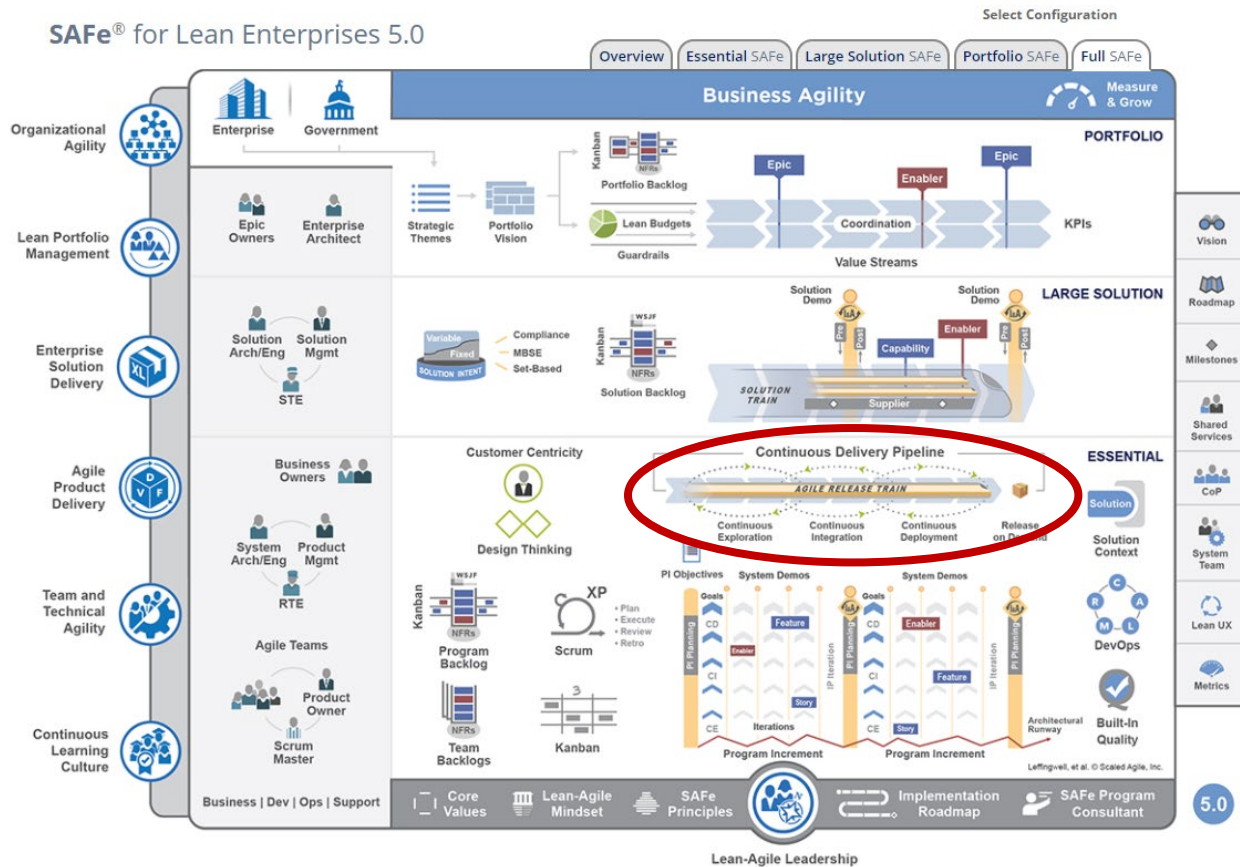 SAFe® for Lean Enterprises 5.0
Select Configuration
Overview
Essential SAFe
Large Solution SAFe
Portfolio SAFe
Full SAFe
Organizational
Agility
Lean Portfolio
Management
Enterprise
Solution
Delivery
XL
Agile
Product
Delivery
D
V F
Team and
Technical
Agility
Continuous
Learning
Culture
Enterprise
Government
Business Agility
Measure
& Grow
PORTFOLIO
Epic
Owners
Enterprise
Architect
Strategic
Themes
Portfolio
Vision
Kanban
NFRs
Portfolio Backlog
Lean Budgets
Guardrails
Epic
Enabler
Epic
Coordination
KPIs
Value Streams
LARGE SOLUTION
Solution
Arch/Eng
Solution
Mgmt
STE
Variable
Fixed
SOLUTION INTENT
Compliance
MBSE
Set-Based
Kanban
WSJF
NFRs
Solution Backlog
Solution
Demo
Solution
Demo
I&A
I&A
Pre
Post
Pre
Post
Enabler
Capability
SOLUTION
TRAIN
Supplier
ESSENTIAL
Business
Owners
System
Arch/Eng
Product
Mgmt
RTE
Agile Teams
Product
Owner
Scrum
Master
Business | Dev | Ops | Support
Customer Centricity
Design Thinking
Continuous Delivery Pipeline
AGILE RELEASE TRAIN
Continuous
Exploration
Continuous
Integration
Continuous
Deployment
Release
on Demand
Solution
Solution
Context
C
R A
M L
DevOps
Built-In
Quality
Kanban
WSJF
NFRs
Program
Backlog
XP
Scrum
• Plan
• Execute
• Review
• Retro
NFRs
Team
Backlogs
3
Kanban
PI Objectives
System Demos
System Demos
Goals
Goals
I&A
I&A
PI Planning
PI Planning
PI Planning
CD
CI
CE
CD
CI
CE
Feature
Enabler
Story
Enabler
Feature
Story
IP Iteration
IP Iteration
Iterations
Program Increment
Program Increment
Architectural
Runway
Leffingwell, et al. © Scaled Agile, Inc.
Vision
Roadmap
Milestones
Shared
Services
CoP
System
Team
Lean UX
Metrics
5.0
Core
Values
Lean-Agile
Mindset
SAFe
Principles
Implementation
Roadmap
SAFe Program
Consultant
Lean-Agile Leadership